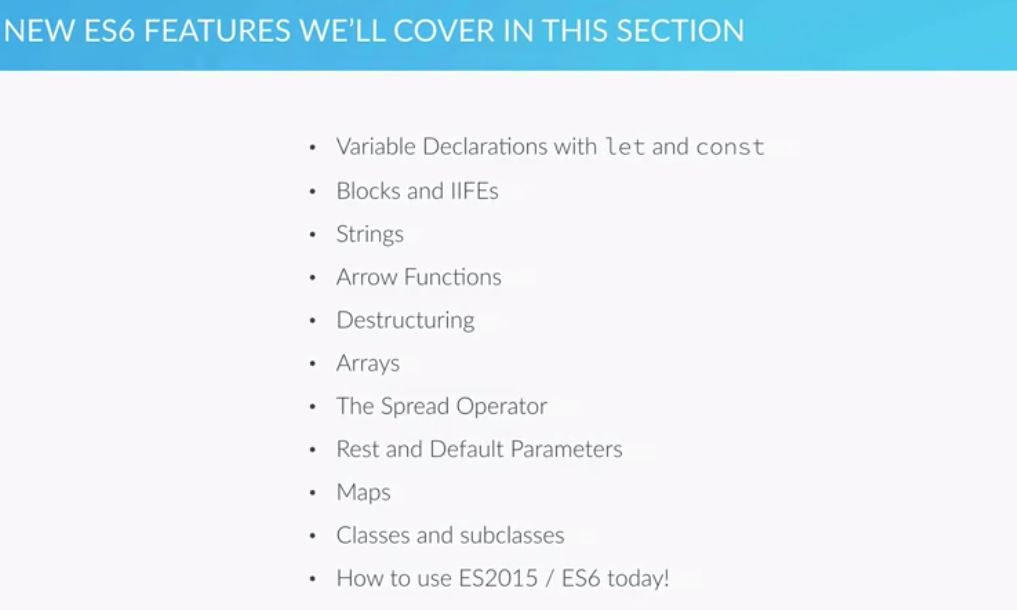 NEW ES6 FEATURES WE'LL COVER IN THIS SECTION
• Variable Declarations with let and const
• Blocks and IIFEs
• Strings
• Arrow Functions
• Destructuring
• Arrays
• The Spread Operator
• Rest and Default Parameters
• Maps
• Classes and subclasses
• How to use ES2015 / ES6 today!